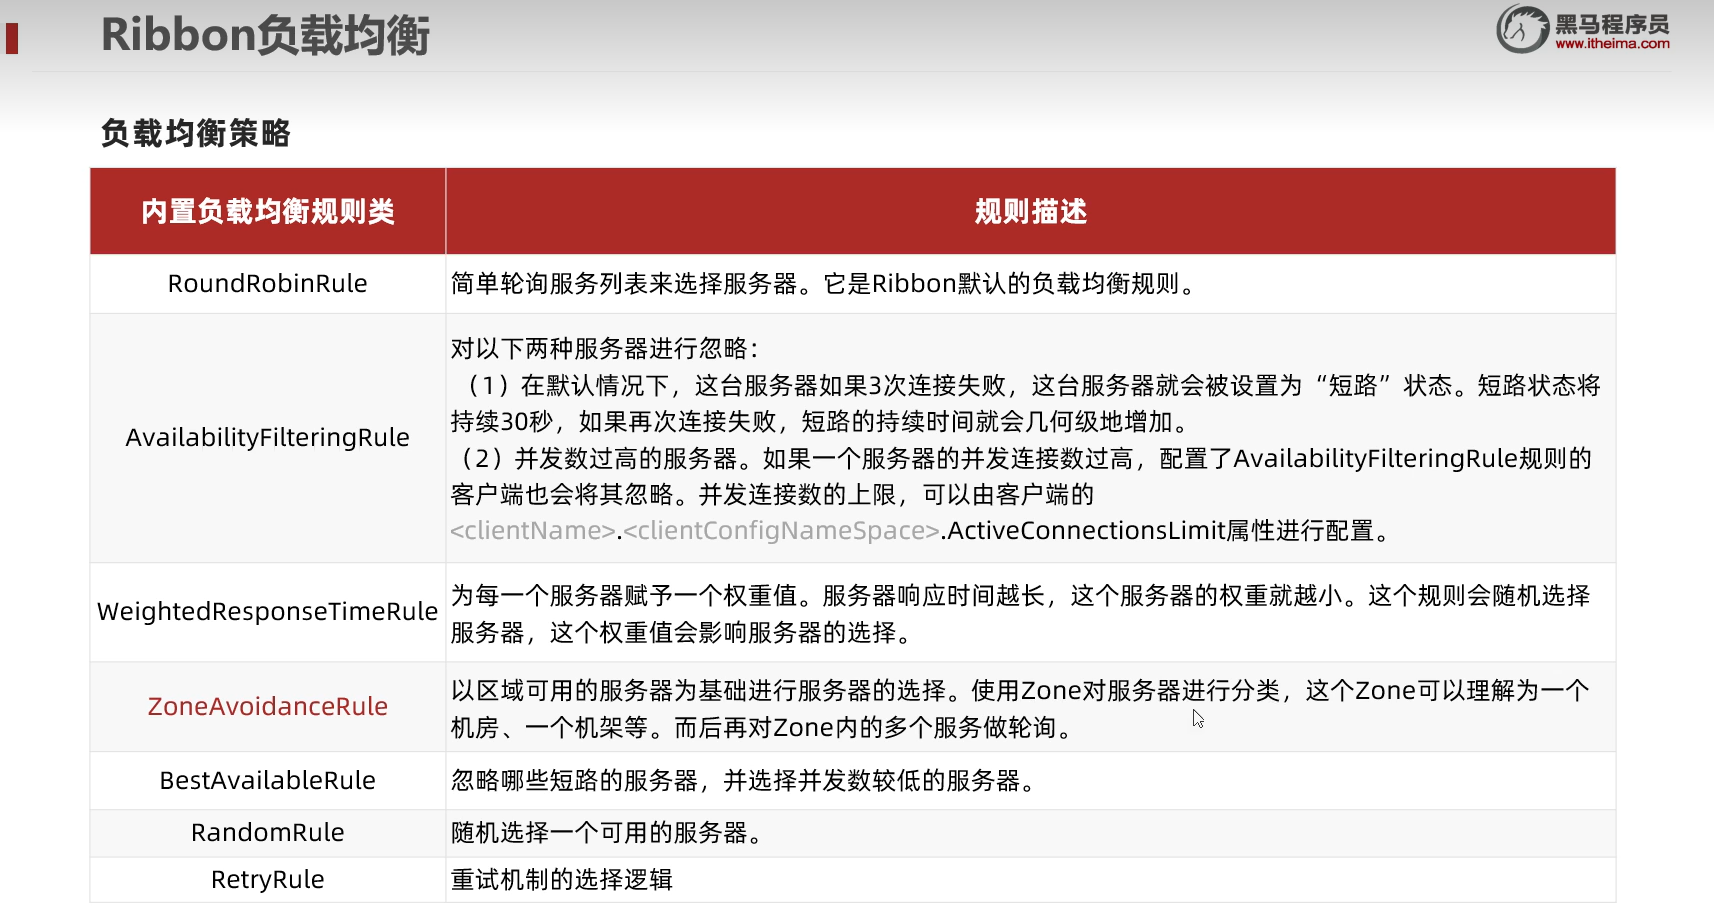 Ribbon负载均衡
黑马程序员
www.itheima.com
负载均衡策略
内置负载均衡规则类
规则描述
RoundRobinRule
简单轮询服务列表来选择服务器。它是Ribbon默认的负载均衡规则。
AvailabilityFilteringRule
对以下两种服务器进行忽略：
（1）在默认情况下，这台服务器如果3次连接失败，这台服务器就会被设置为“短路”状态。短路状态将
持续30秒，如果再次连接失败，短路的持续时间就会几何级地增加。
（2）并发数过高的服务器。如果一个服务器的并发连接数过高，配置了AvailabilityFilteringRule规则的
客户端也会将其忽略。并发连接数的上限，可以由客户端的
<clientName>.<clientConfigNameSpace>.ActiveConnectionsLimit属性进行配置。
WeightedResponseTimeRule
为每一个服务器赋予一个权重值。服务器响应时间越长，这个服务器的权重就越小。这个规则会随机选择
服务器，这个权重值会影响服务器的选择。
ZoneAvoidanceRule
以区域可用的服务器为基础进行服务器的选择。使用Zone对服务器进行分类，这个Zone可以理解为一个
机房、一个机架等。而后再对Zone内的多个服务做轮询。
BestAvailableRule
忽略哪些短路的服务器，并选择并发数较低的服务器。
RandomRule
随机选择一个可用的服务器。
RetryRule
重试机制的选择逻辑